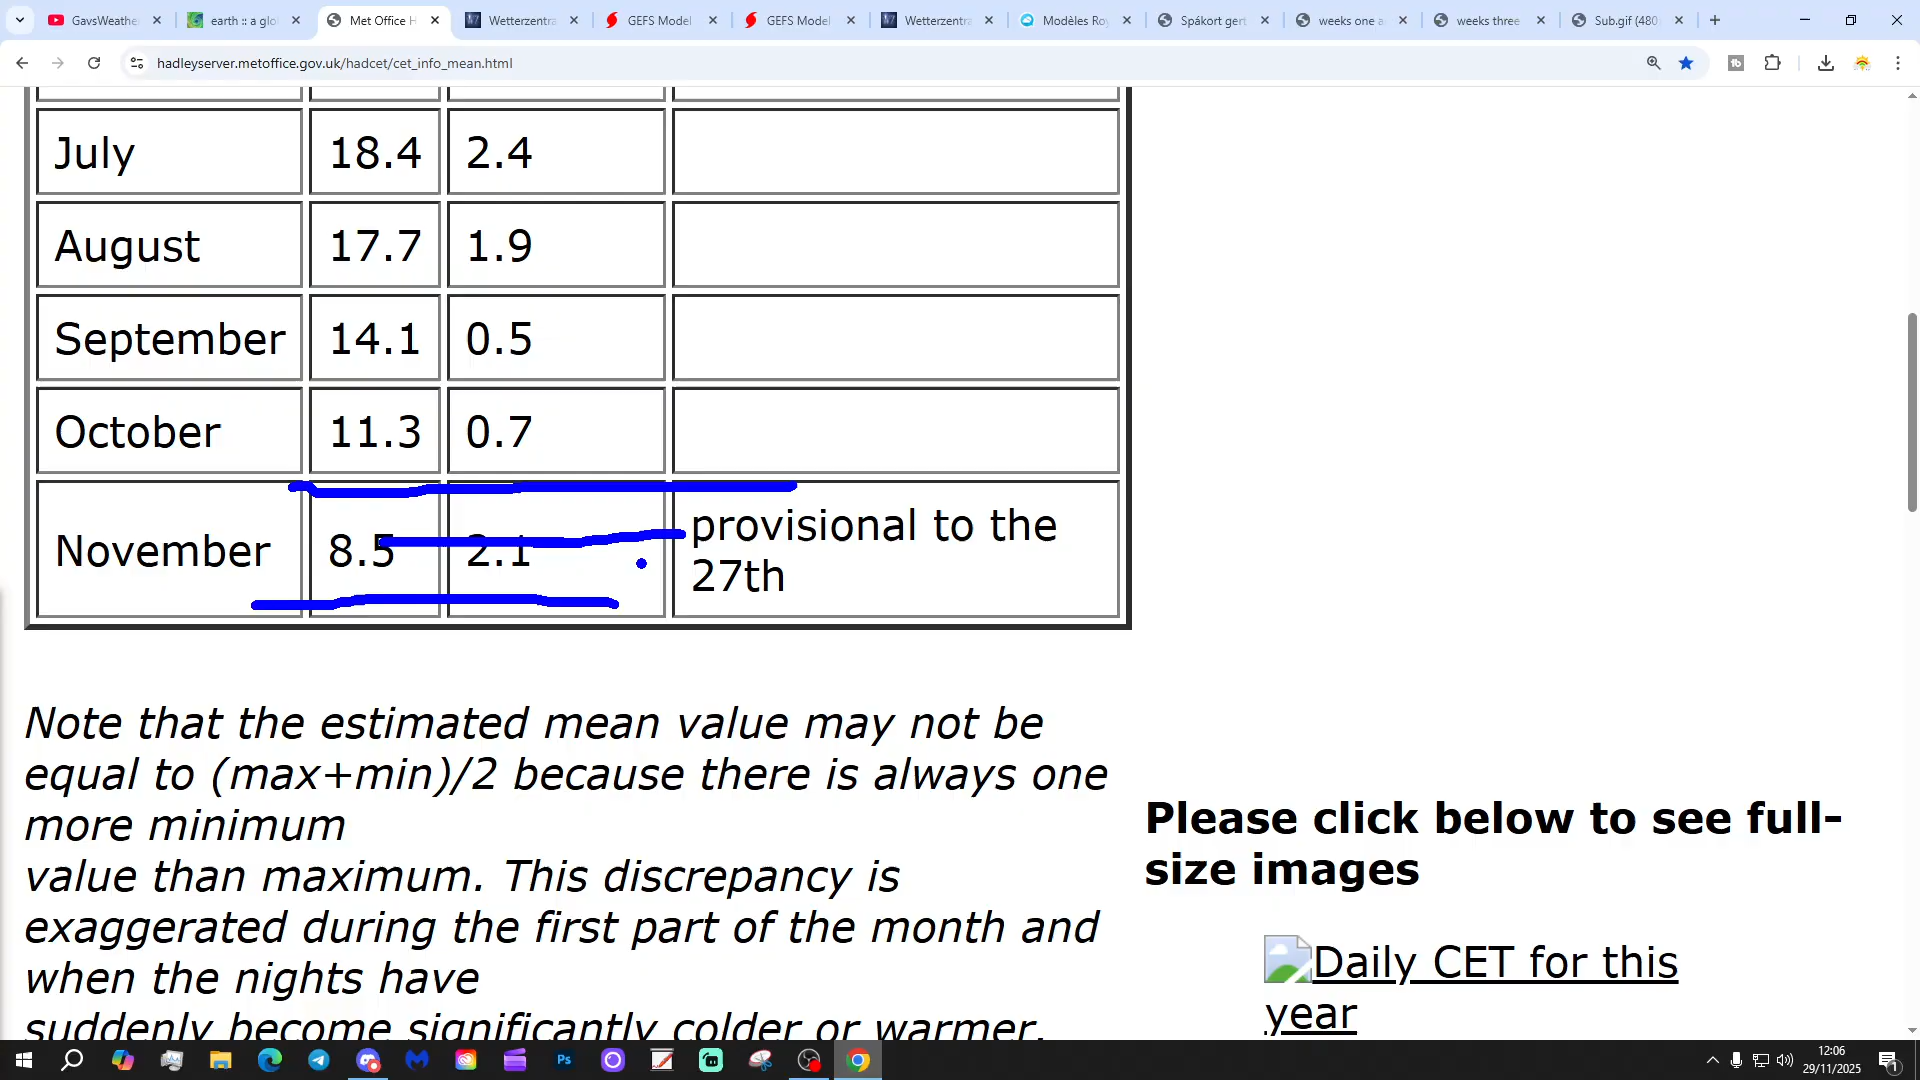 GavsWeathe
earth :: a glo
Met Office H
Wetterzentra
GEFS Model
GEFS Model
Wetterzentra
Modèles Roy
Spákort gert
weeks one a
weeks three
Sub.gif (480
hadleyserver.metoffice.gov.uk/hadcet/cet_info_mean.html
July 18.4 2.4
August 17.7 1.9
September 14.1 0.5
October 11.3 0.7
November 8.5 2.1 provisional to the
27th
Note that the estimated mean value may not be
equal to (max+min)/2 because there is always one
more minimum
value than maximum. This discrepancy is
exaggerated during the first part of the month and
when the nights have
suddenly become significantly colder or warmer.
Please click below to see full-
size images
Daily CET for this
year
Ps
12:06
29/11/2025
1